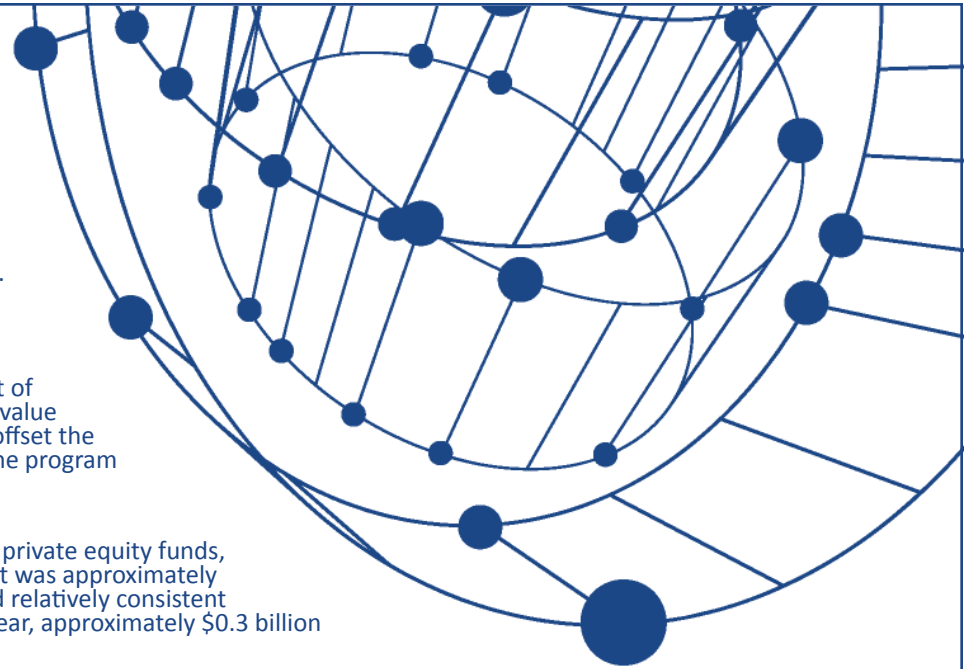 .
t of
value
offset the
he program
private equity funds,
t was approximately
d relatively consistent
ear, approximately $0.3 billion